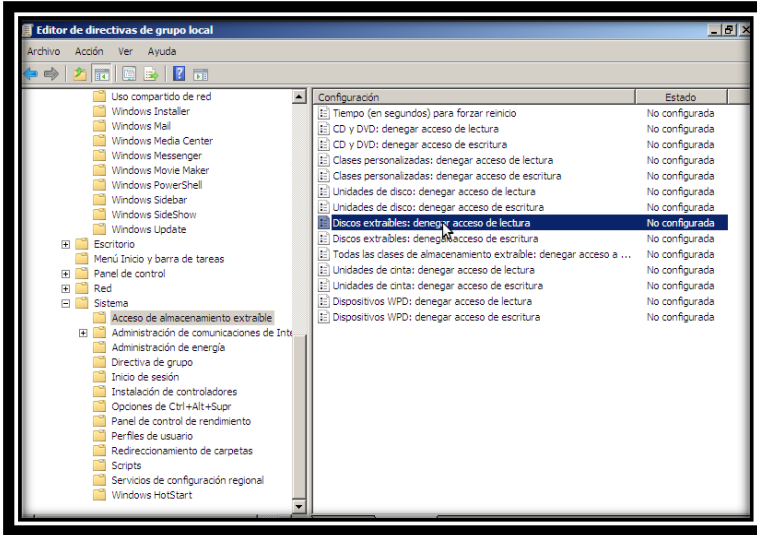 Editor de directivas de grupo local
Archivo Acción Ver Ayuda
Uso compartido de red
Windows Installer
Windows Mail
Windows Media Center
Windows Messenger
Windows Movie Maker
Windows PowerShell
Windows Sidebar
Windows SideShow
Windows Update
Escritorio
Menú Inicio y barra de tareas
Panel de control
Red
Sistema
Acceso de almacenamiento extraíble
Administración de comunicaciones de Inte
Administración de energía
Directiva de grupo
Inicio de sesión
Instalación de controladores
Opciones de Ctrl+Alt+Supr
Panel de control de rendimiento
Perfiles de usuario
Redireccionamiento de carpetas
Scripts
Servicios de configuración regional
Windows HotStart
Configuración Estado
Tiempo (en segundos) para forzar reinicio No configurada
CD y DVD: denegar acceso de lectura No configurada
CD y DVD: denegar acceso de escritura No configurada
Clases personalizadas: denegar acceso de lectura No configurada
Clases personalizadas: denegar acceso de escritura No configurada
Unidades de disco: denegar acceso de lectura No configurada
Unidades de disco: denegar acceso de escritura No configurada
Discos extraíbles: denegar acceso de lectura No configurada
Discos extraíbles: denegar acceso de escritura No configurada
Todas las clases de almacenamiento extraíble: denegar acceso a ... No configurada
Unidades de cinta: denegar acceso de lectura No configurada
Unidades de cinta: denegar acceso de escritura No configurada
Dispositivos WPD: denegar acceso de lectura No configurada
Dispositivos WPD: denegar acceso de escritura No configurada